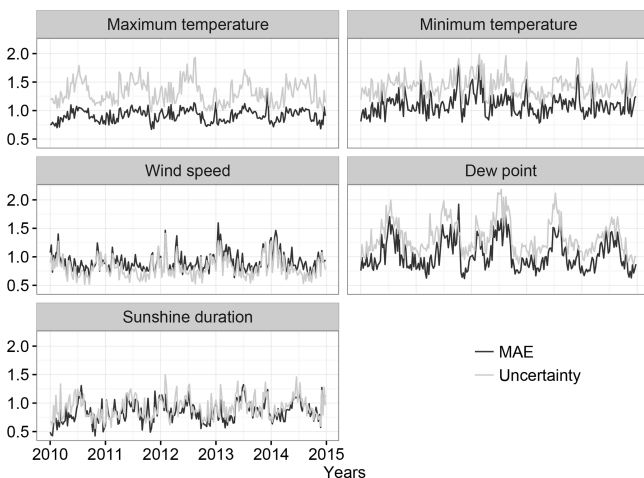 Maximum temperature
Minimum temperature
2.0
1.5
1.0
0.5
Wind speed
Dew point
2.0
1.5
1.0
0.5
Sunshine duration
2.0
1.5
1.0
0.5
MAE
Uncertainty
2010 2011 2012 2013 2014 2015
Years